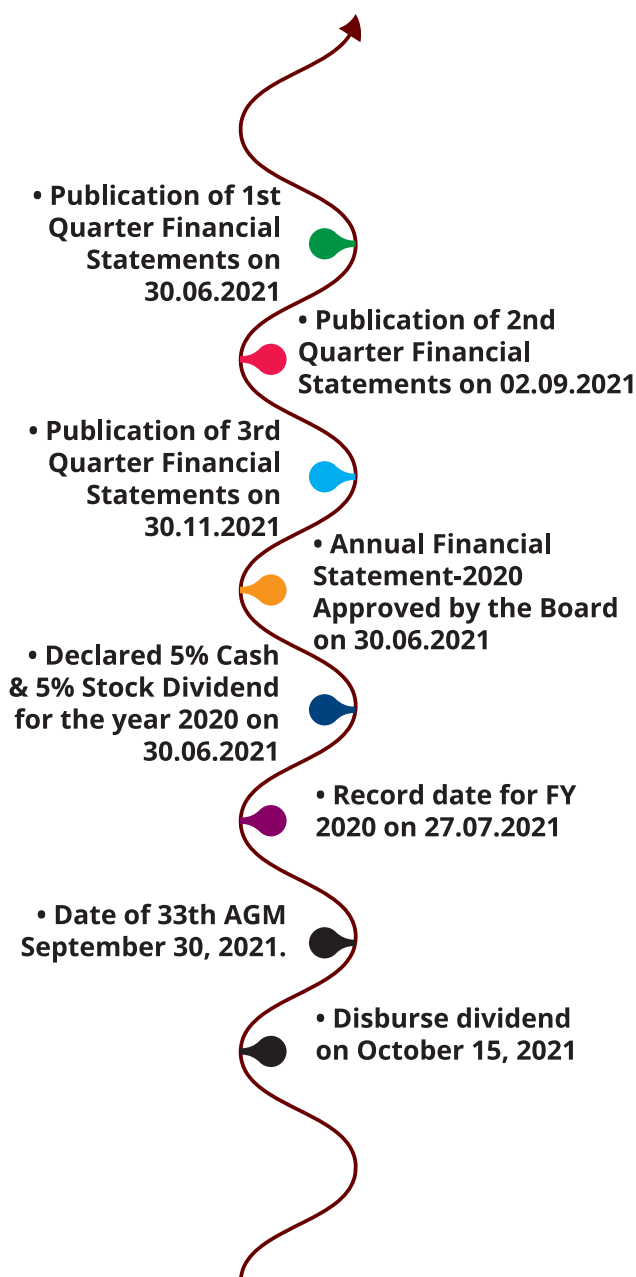 • Publication of 1st
Quarter Financial
Statements on
30.06.2021
• Publication of 2nd
Quarter Financial
Statements on 02.09.2021
• Publication of 3rd
Quarter Financial
Statements on
30.11.2021
• Annual Financial
Statement-2020
Approved by the Board
on 30.06.2021
• Declared 5% Cash
& 5% Stock Dividend
for the year 2020 on
30.06.2021
• Record date for FY
2020 on 27.07.2021
• Date of 33th AGM
September 30, 2021.
• Disburse dividend
on October 15, 2021